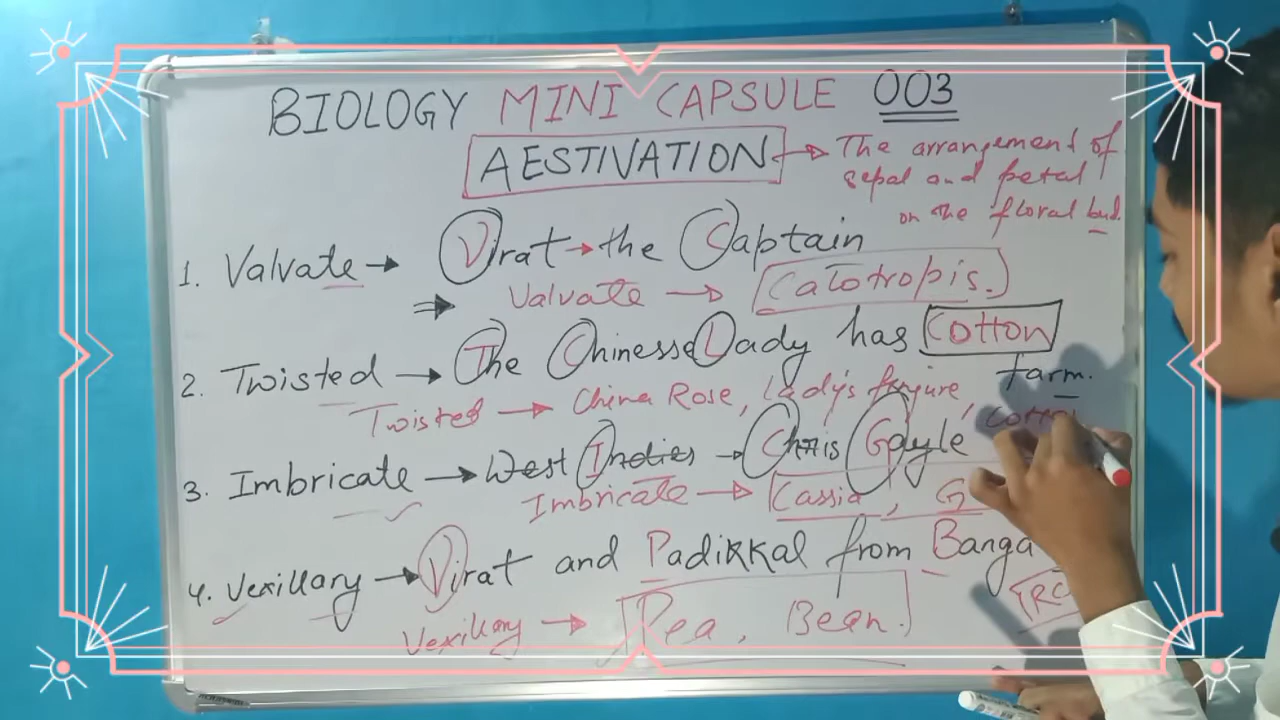 BIOLOGY MINI CAPSULE 003
AESTIVATION → The arrangement of
sepal and petal
on the floral bud.
1. Valvate → Virat → the Captain
⇒ Valvate → Calotropis.
2. Twisted → The Chinesse Lady has Cotton
farm.
Twisted → China Rose, Lady's finjure, Cotton
3. Imbricate → West Indies → Chris Gayle
Imbricate → Cassia, G
4. Vexillary → Virat and Padikkal from Banga
Vexillary → Pea, Bean.